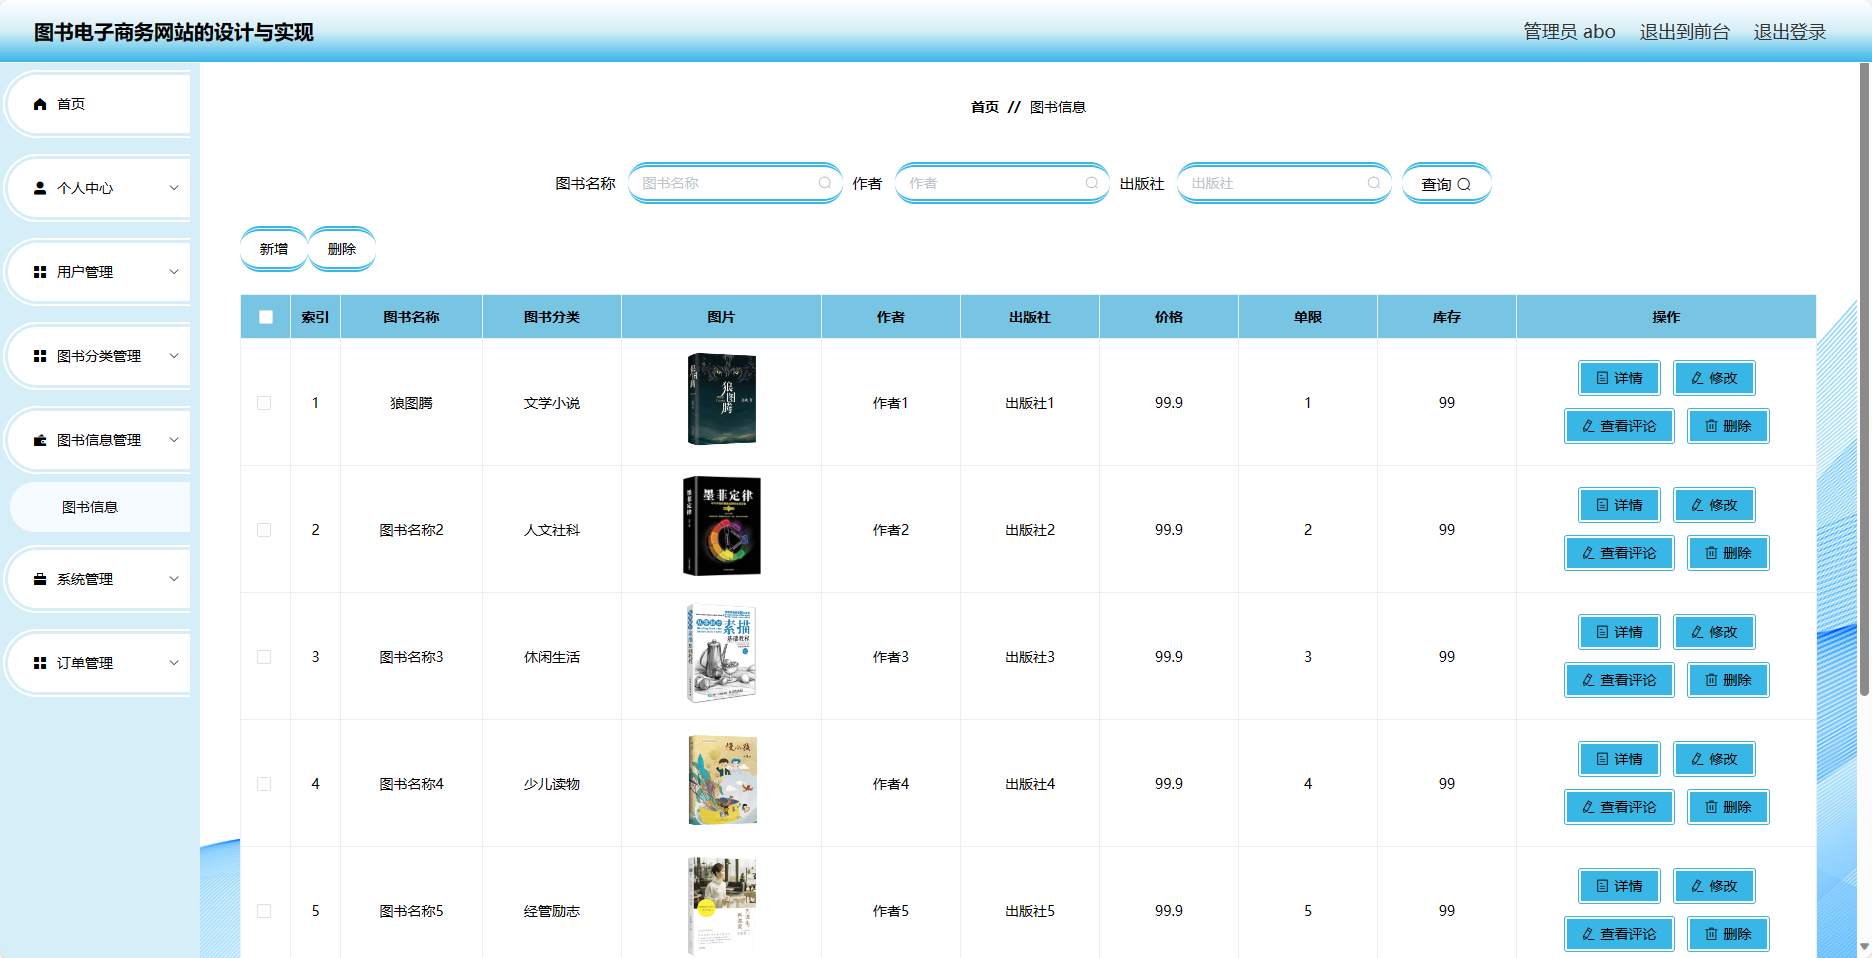 图书电子商务网站的设计与实现
管理员 abo 退出到前台 退出登录
首页
个人中心
用户管理
图书分类管理
图书信息管理
图书信息
系统管理
订单管理
首页 // 图书信息
图书名称 图书名称 作者 作者 出版社 出版社 查询
新增 删除
索引 图书名称 图书分类 图片 作者 出版社 价格 单限 库存 操作
1 狼图腾 文学小说 狼图腾 作者1 出版社1 99.9 1 99 详情 修改
查看评论 删除
2 图书名称2 人文社科 墨菲定律 作者2 出版社2 99.9 2 99 详情 修改
查看评论 删除
3 图书名称3 休闲生活 素描 基础教程 作者3 出版社3 99.9 3 99 详情 修改
查看评论 删除
4 图书名称4 少儿读物 作者4 出版社4 99.9 4 99 详情 修改
查看评论 删除
5 图书名称5 经管励志 作者5 出版社5 99.9 5 99 详情 修改
查看评论 删除